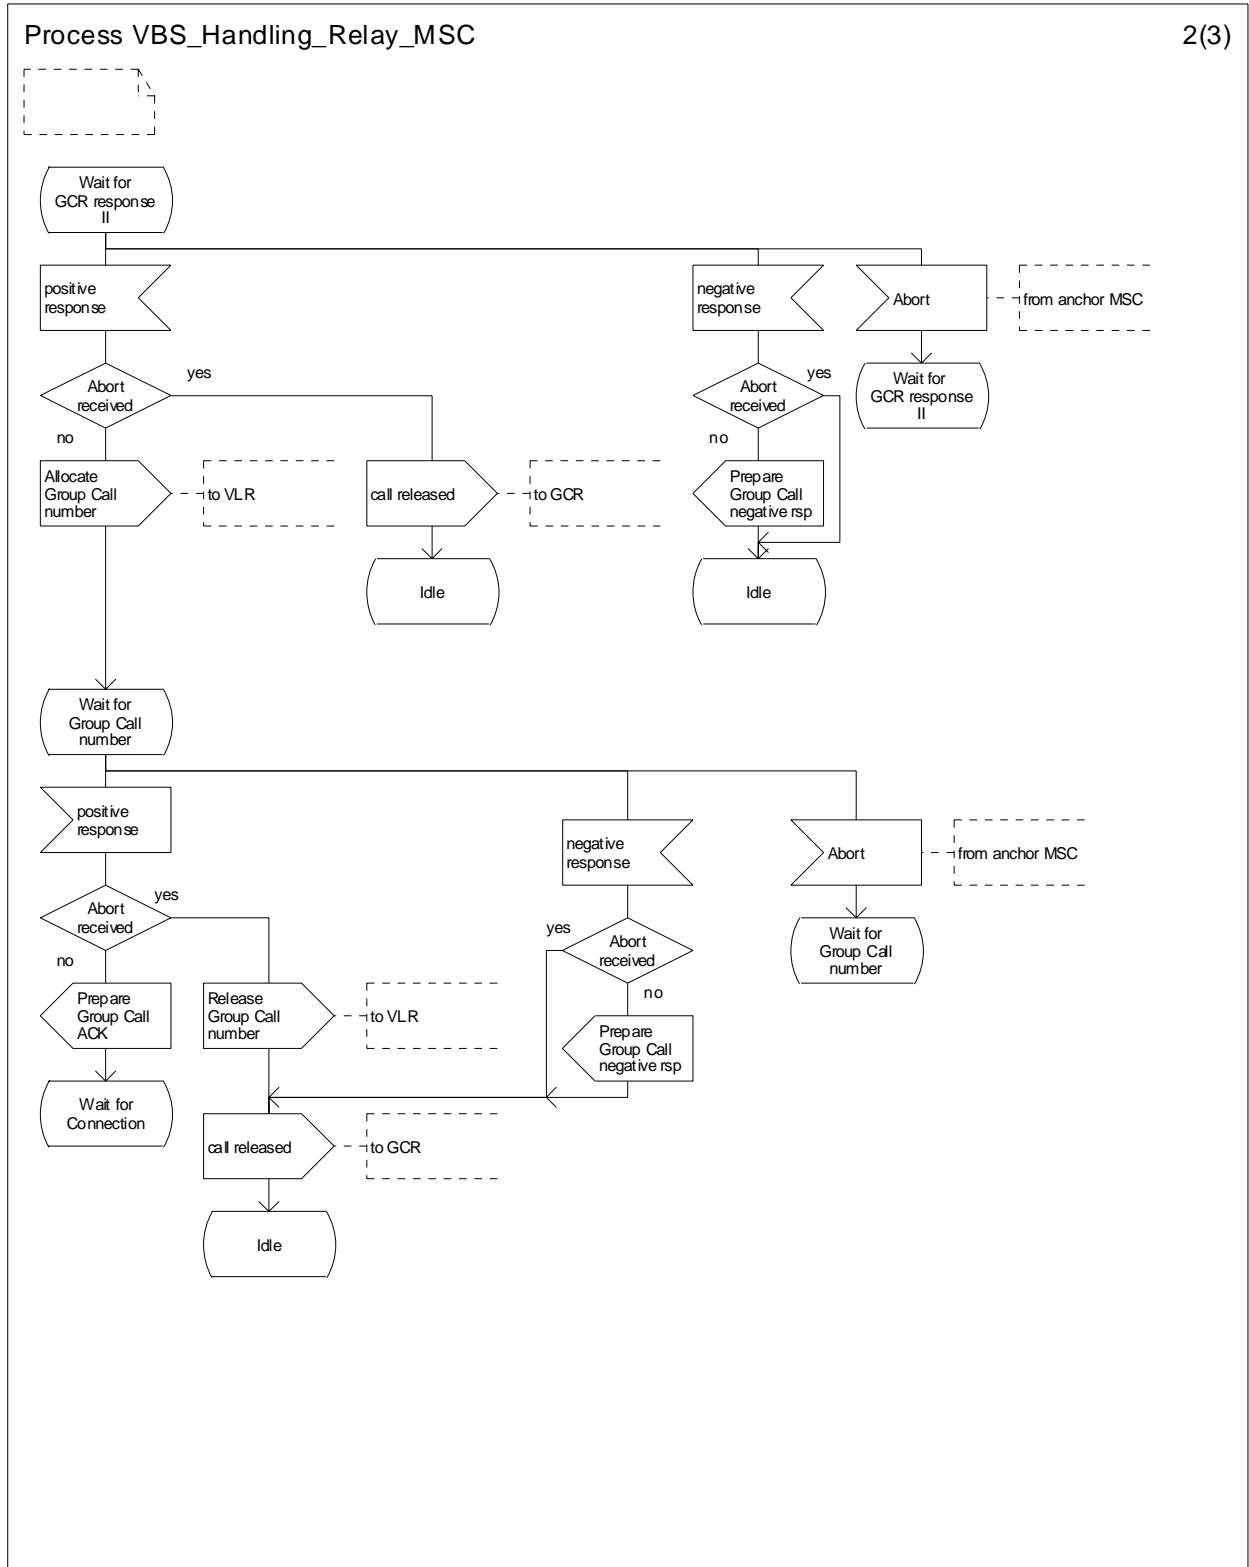 Process VBS_Handling_Relay_MSC
2(3)
Wait for
GCR response
II
positive
response
negative
response
Abort
from anchor MSC
Abort
received
yes
no
Abort
received
yes
no
Wait for
GCR response
II
Allocate
Group Call
number
to VLR
call released
to GCR
Prepare
Group Call
negative rsp
Idle
Idle
Wait for
Group Call
number
positive
response
negative
response
Abort
from anchor MSC
Abort
received
yes
no
Abort
received
yes
no
Wait for
Group Call
number
Prepare
Group Call
ACK
Release
Group Call
number
to VLR
Prepare
Group Call
negative rsp
Wait for
Connection
call released
to GCR
Idle